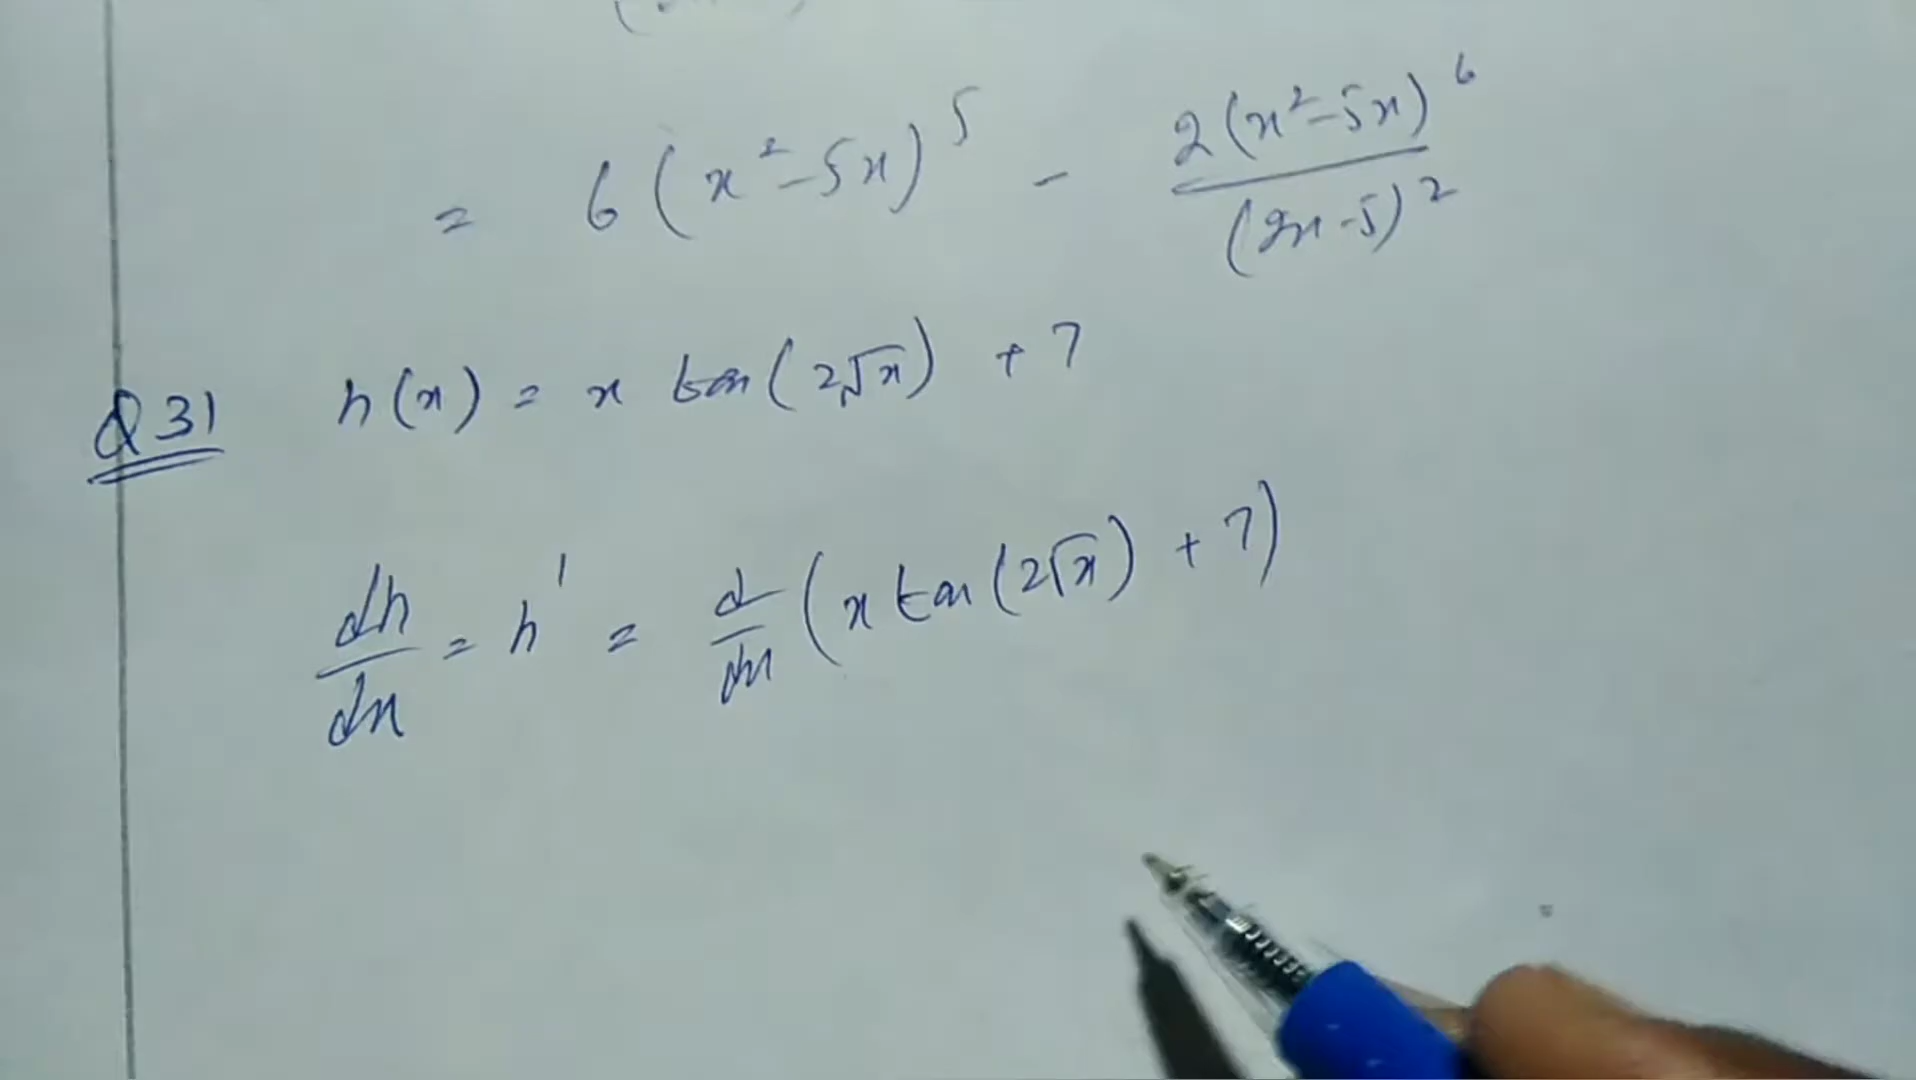 = 6(x²-5x)⁵ - 2(x²-5x)⁶/(2x-5)²
Q31 h(x) = x tan(2√x) + 7
dh/dx = h' = d/dx (x tan(2√x) + 7)